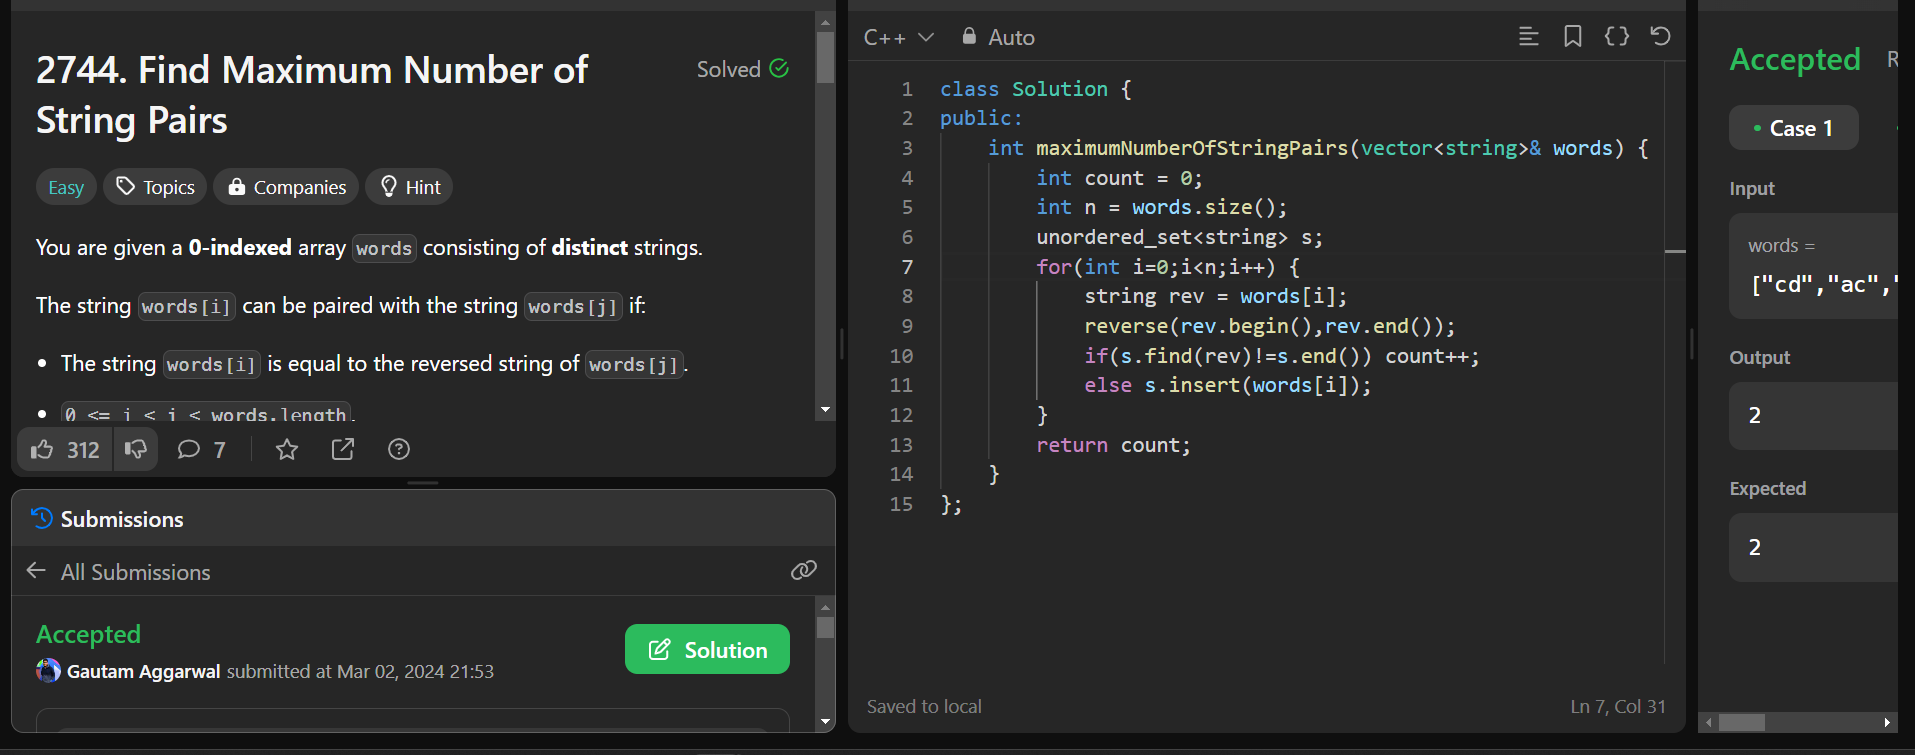 2744. Find Maximum Number of
String Pairs
Solved
Easy Topics Companies Hint
You are given a 0-indexed array words consisting of distinct strings.
The string words[i] can be paired with the string words[j] if:
• The string words[i] is equal to the reversed string of words[j].
• 0 <= i < j < words.length.
312 7
Submissions
All Submissions
Accepted
Gautam Aggarwal submitted at Mar 02, 2024 21:53
Solution
C++ Auto
1 class Solution {
2 public:
3 int maximumNumberOfStringPairs(vector<string>& words) {
4 int count = 0;
5 int n = words.size();
6 unordered_set<string> s;
7 for(int i=0;i<n;i++) {
8 string rev = words[i];
9 reverse(rev.begin(),rev.end());
10 if(s.find(rev)!=s.end()) count++;
11 else s.insert(words[i]);
12 }
13 return count;
14 }
15 };
Saved to local
Ln 7, Col 31
Accepted R
• Case 1
Input
words =
["cd","ac","
Output
2
Expected
2